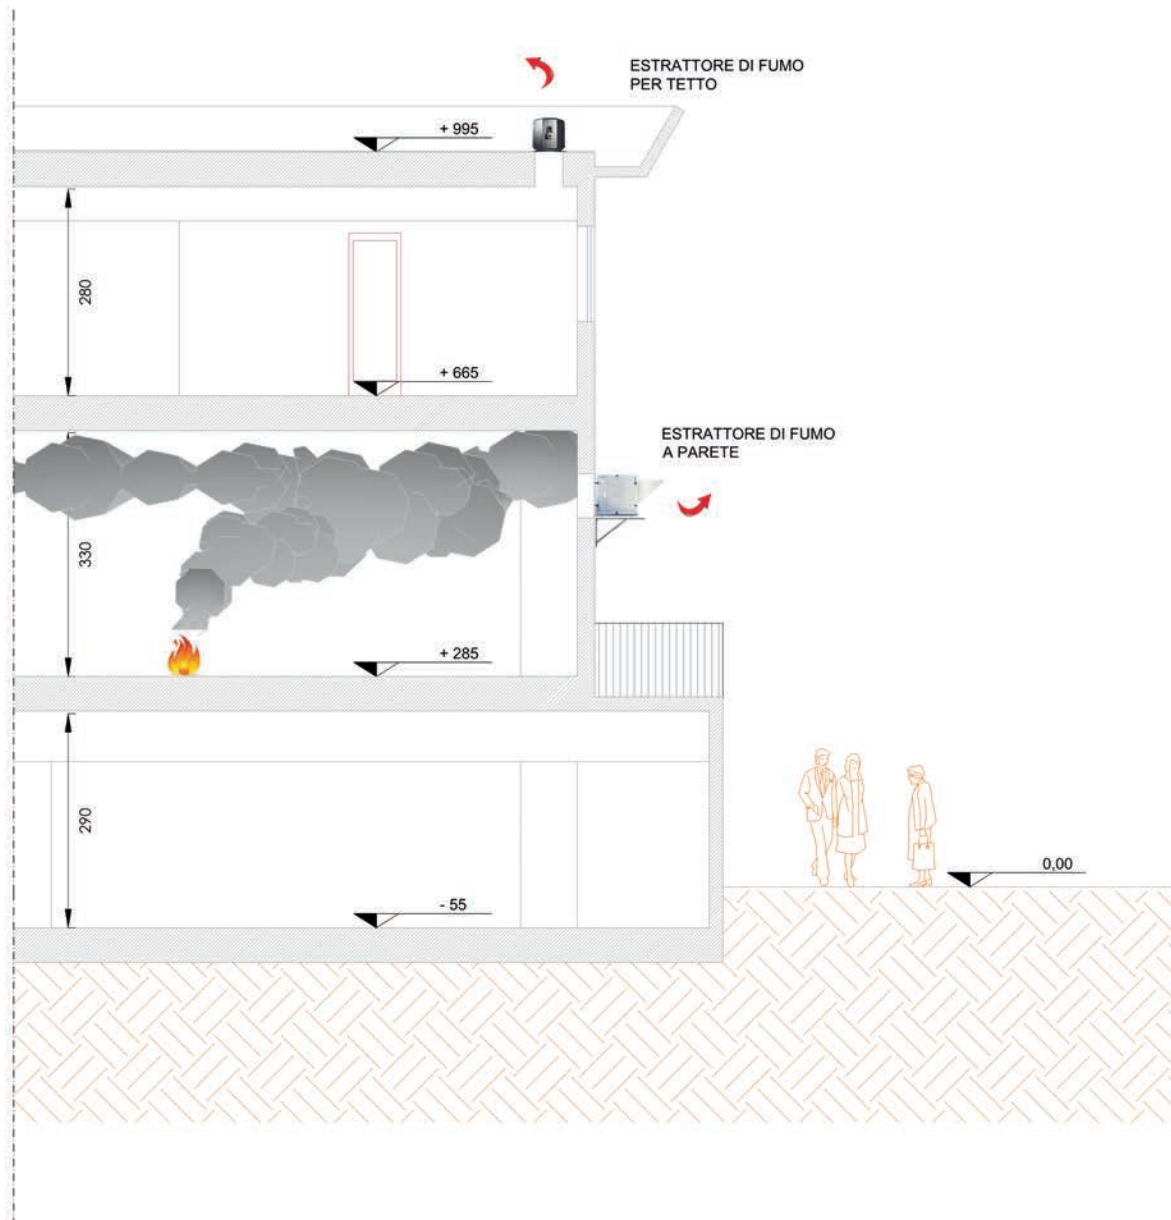 ESTRATTORE DI FUMO
PER TETTO
+ 995
280
+ 665
ESTRATTORE DI FUMO
A PARETE
330
+ 285
290
0,00
- 55